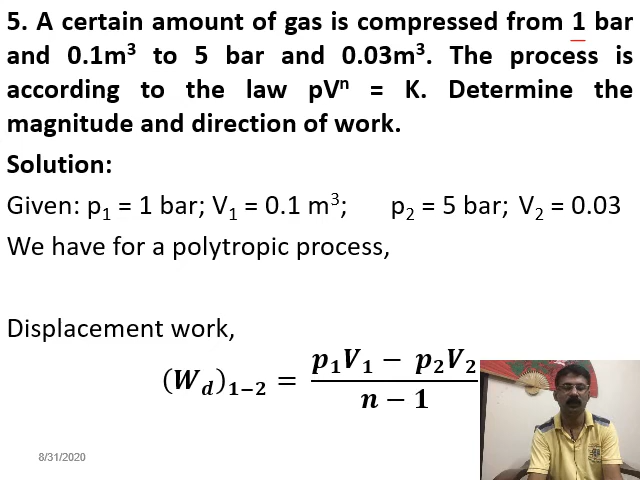 5. A certain amount of gas is compressed from 1 bar
and 0.1m³ to 5 bar and 0.03m³. The process is
according to the law pVⁿ = K. Determine the
magnitude and direction of work.
Solution:
Given: p₁ = 1 bar; V₁ = 0.1 m³; p₂ = 5 bar; V₂ = 0.03
We have for a polytropic process,
Displacement work,
(W_d)₁₋₂ = (p₁V₁ − p₂V₂) / (n − 1)
8/31/2020